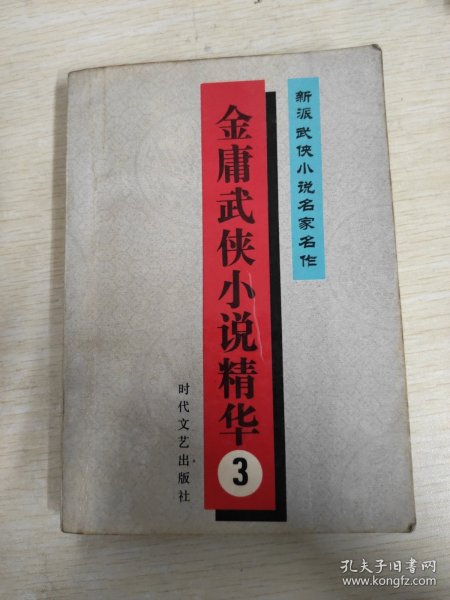 新派武侠小说名家名作
金庸武侠小说精华
3
时代文艺出版社
孔夫子旧书网
www.kongfz.com